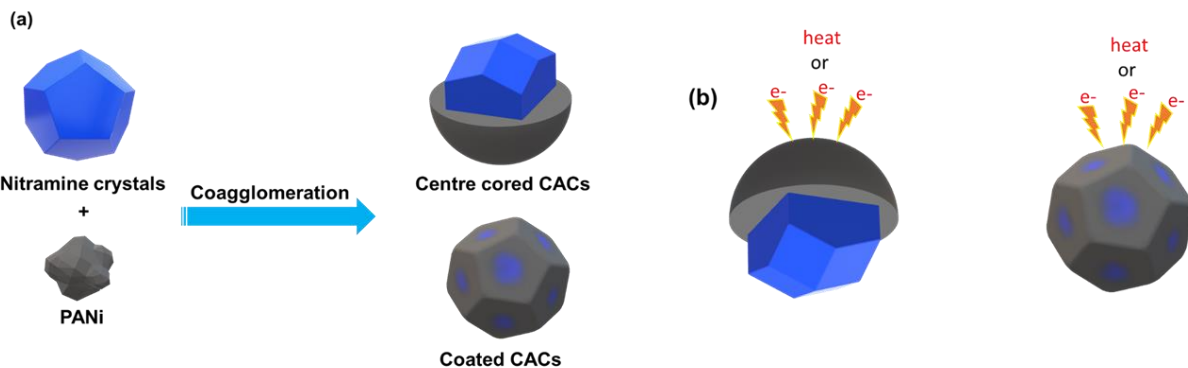 (a)
Nitramine crystals
+
PANi
Coagglomeration
Centre cored CACs
Coated CACs
(b)
heat
or
e- e- e-
heat
or
e- e- e-